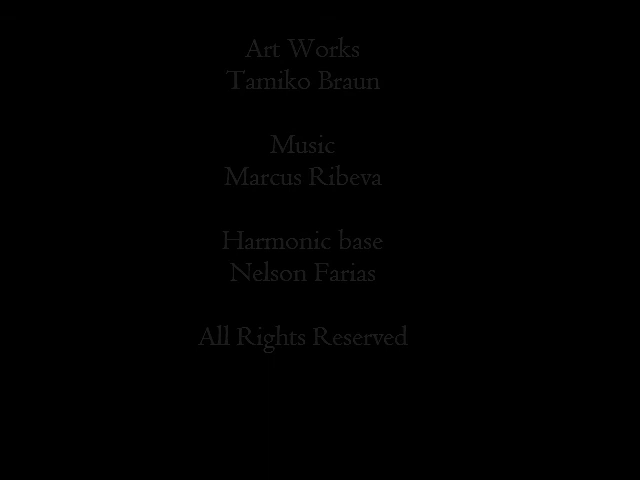 Art Works
Tamiko Braun
Music
Marcus Ribeva
Harmonic base
Nelson Farias
All Rights Reserved